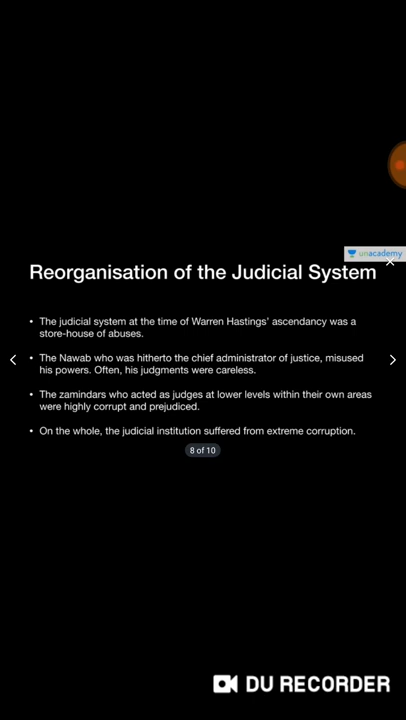 unacademy
Reorganisation of the Judicial System
• The judicial system at the time of Warren Hastings' ascendancy was a
store-house of abuses.
• The Nawab who was hitherto the chief administrator of justice, misused
his powers. Often, his judgments were careless.
• The zamindars who acted as judges at lower levels within their own areas
were highly corrupt and prejudiced.
• On the whole, the judicial institution suffered from extreme corruption.
8 of 10
DU RECORDER